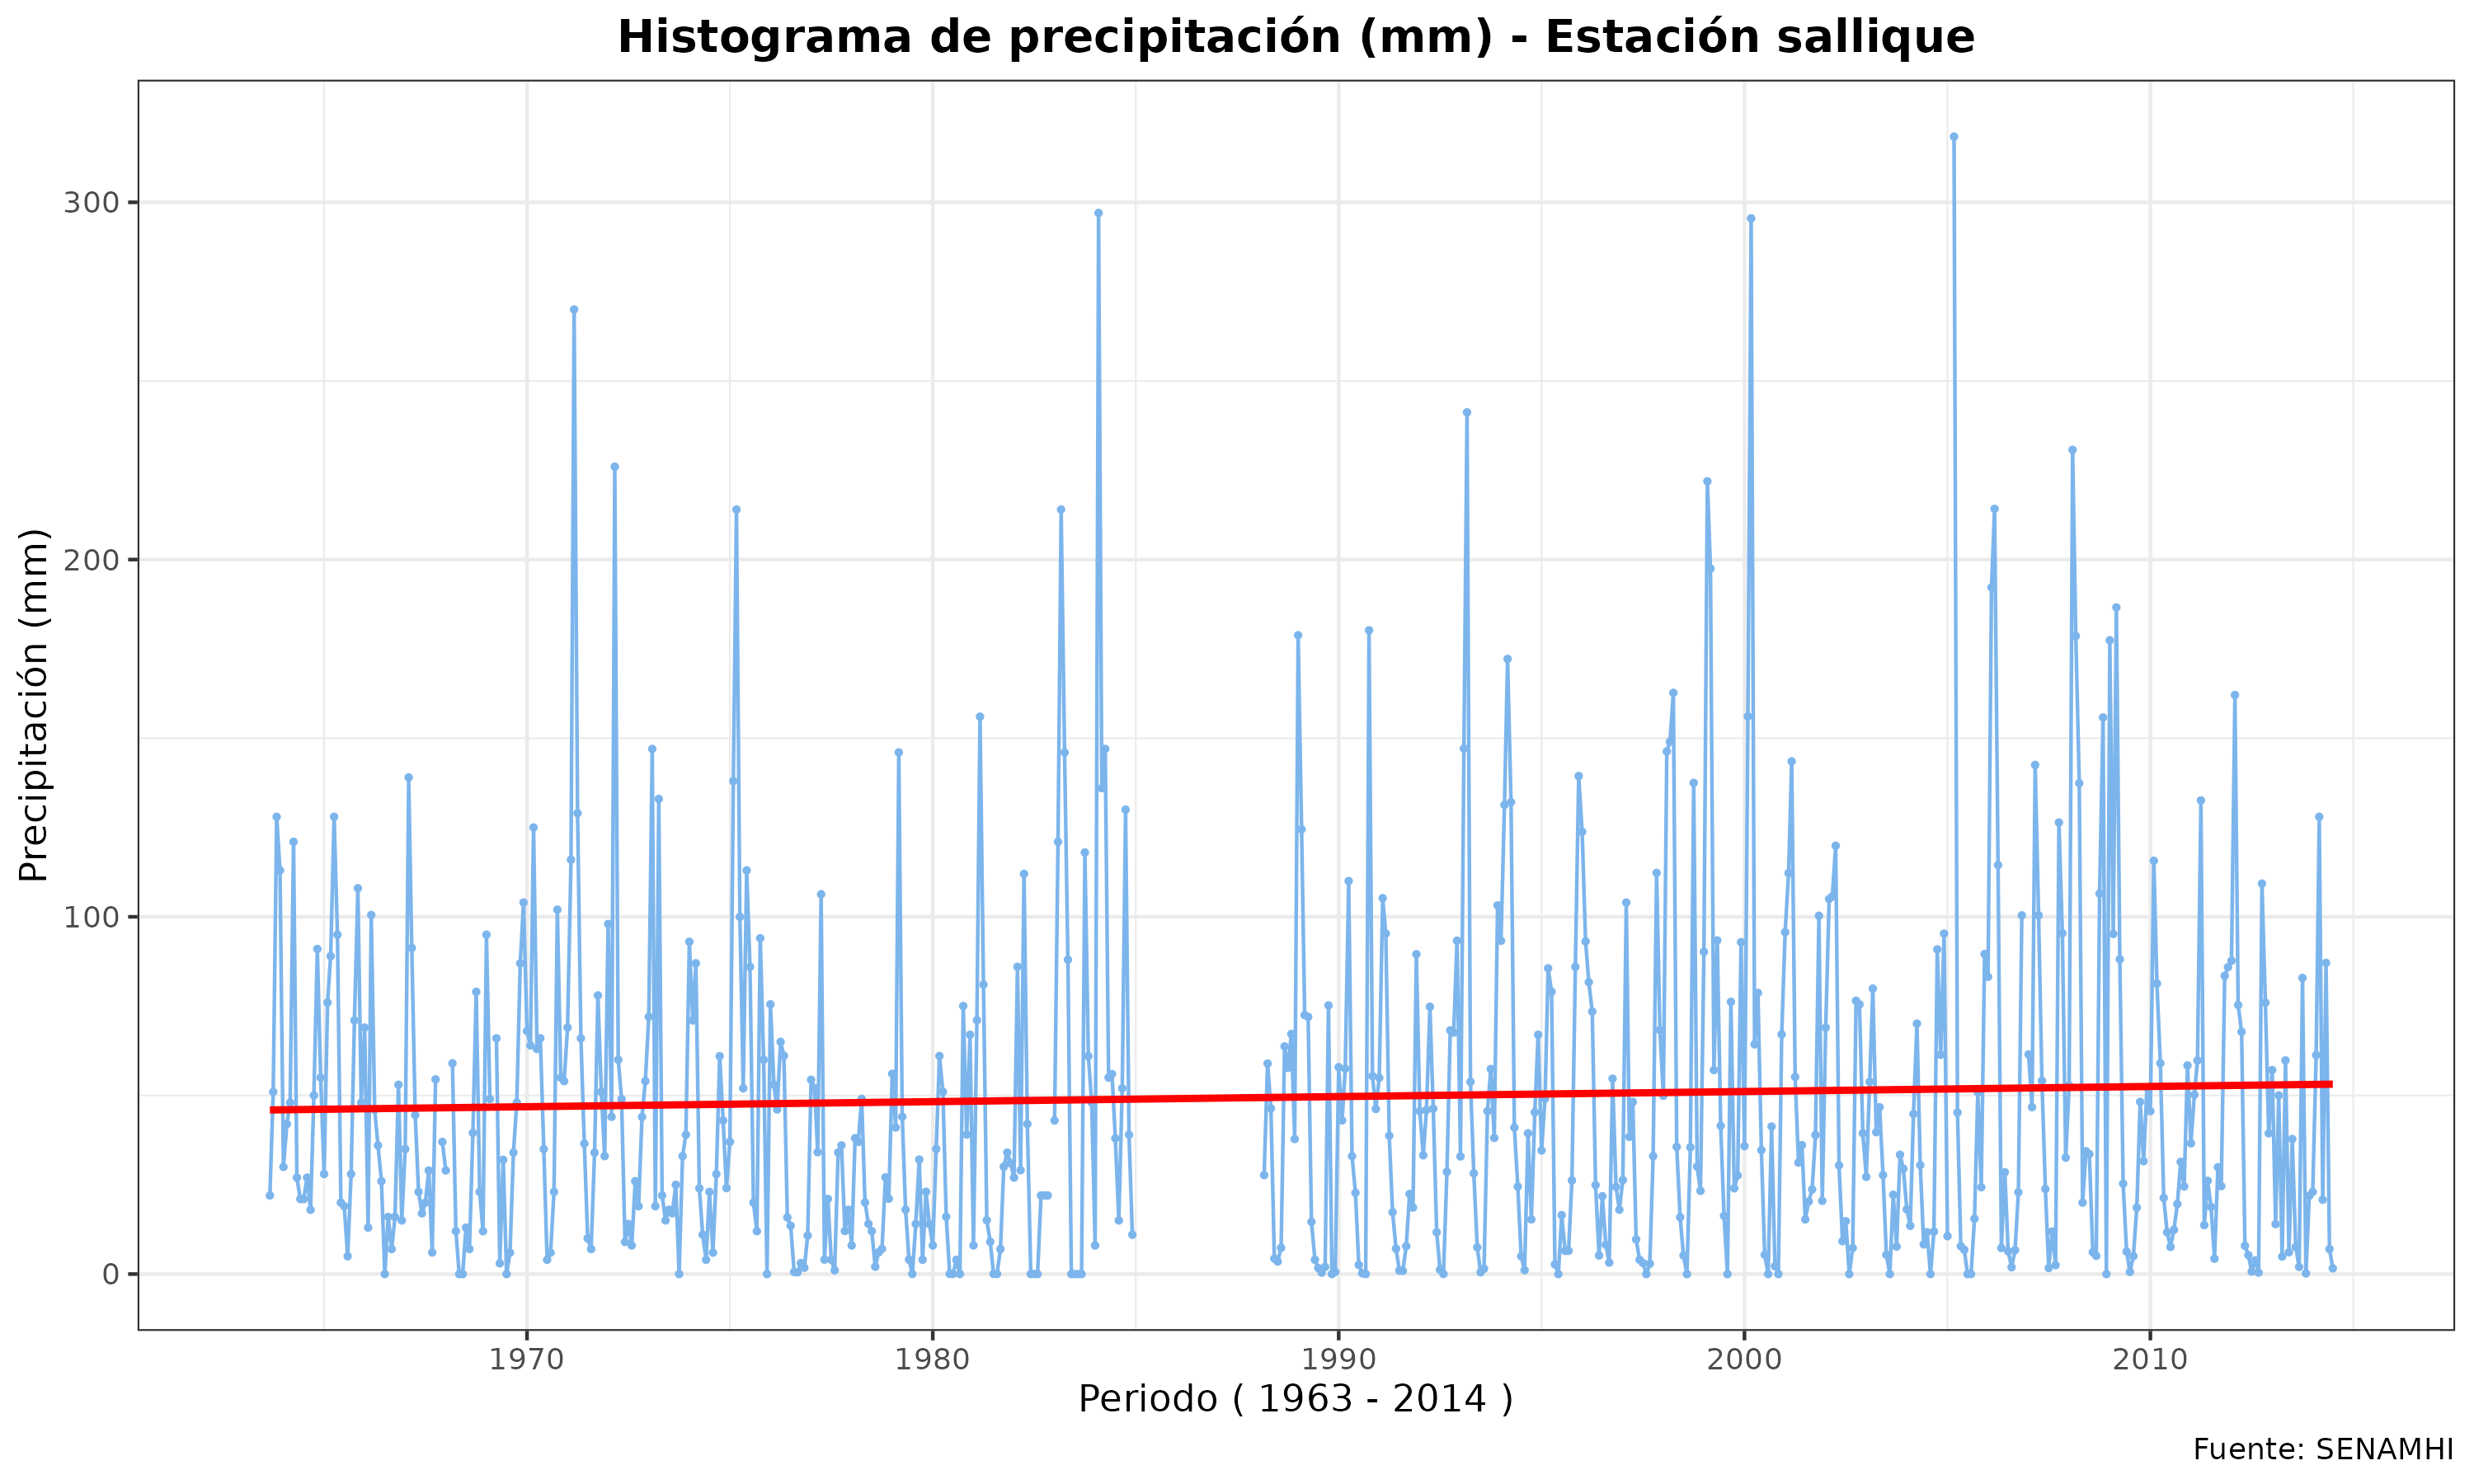 Histograma de precipitación (mm) - Estación sallique
Precipitación (mm)
300
200
100
0
1970
1980
1990
2000
2010
Periodo ( 1963 - 2014 )
Fuente: SENAMHI